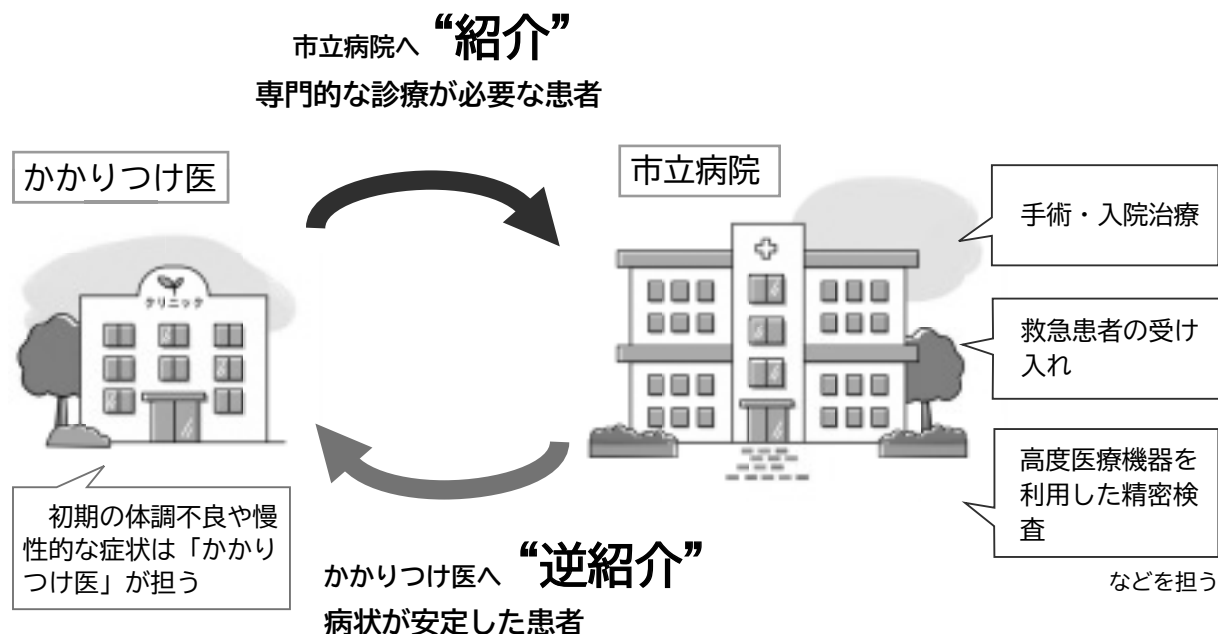 市立病院へ“紹介”
専門的な診療が必要な患者
かかりつけ医
市立病院
クリニック
手術・入院治療
救急患者の受け
入れ
高度医療機器を
利用した精密検
査
などを担う
初期の体調不良や慢
性的な症状は「かかり
つけ医」が担う
かかりつけ医へ“逆紹介”
病状が安定した患者